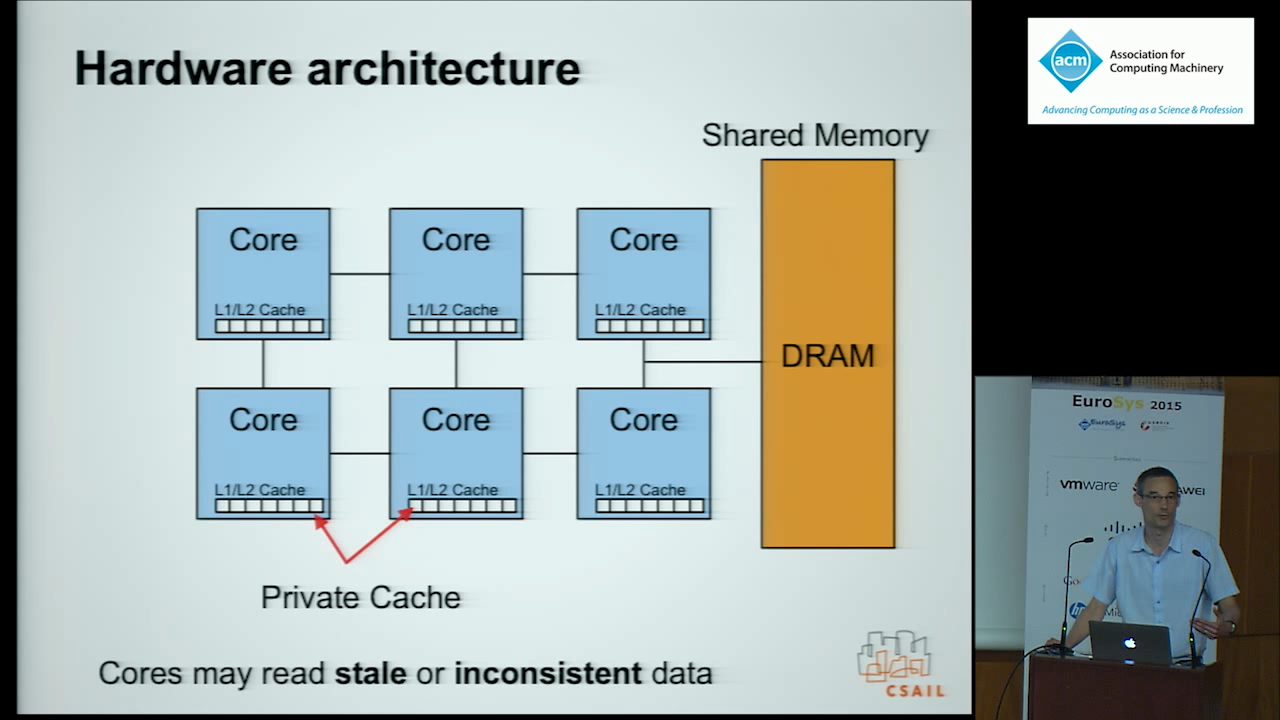 Hardware architecture
Shared Memory
Core
L1/L2 Cache
Core
L1/L2 Cache
Core
L1/L2 Cache
DRAM
Core
L1/L2 Cache
Core
L1/L2 Cache
Core
L1/L2 Cache
Private Cache
Cores may read stale or inconsistent data
CSAIL
acm
Association for
Computing Machinery
Advancing Computing as a Science & Profession
EuroSys 2015
EuroSys
vmware
hp